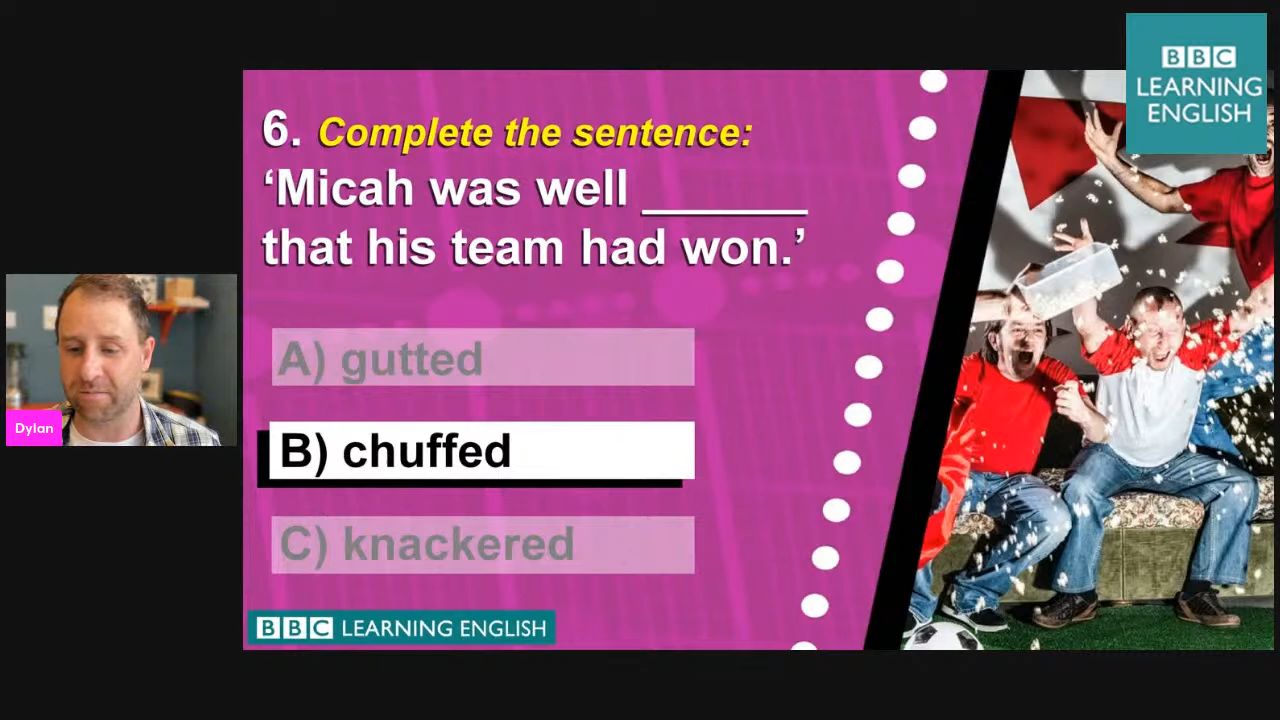 BBC
LEARNING
ENGLISH
6. Complete the sentence:
‘Micah was well ______
that his team had won.’
A) gutted
B) chuffed
C) knackered
Dylan
BBC LEARNING ENGLISH